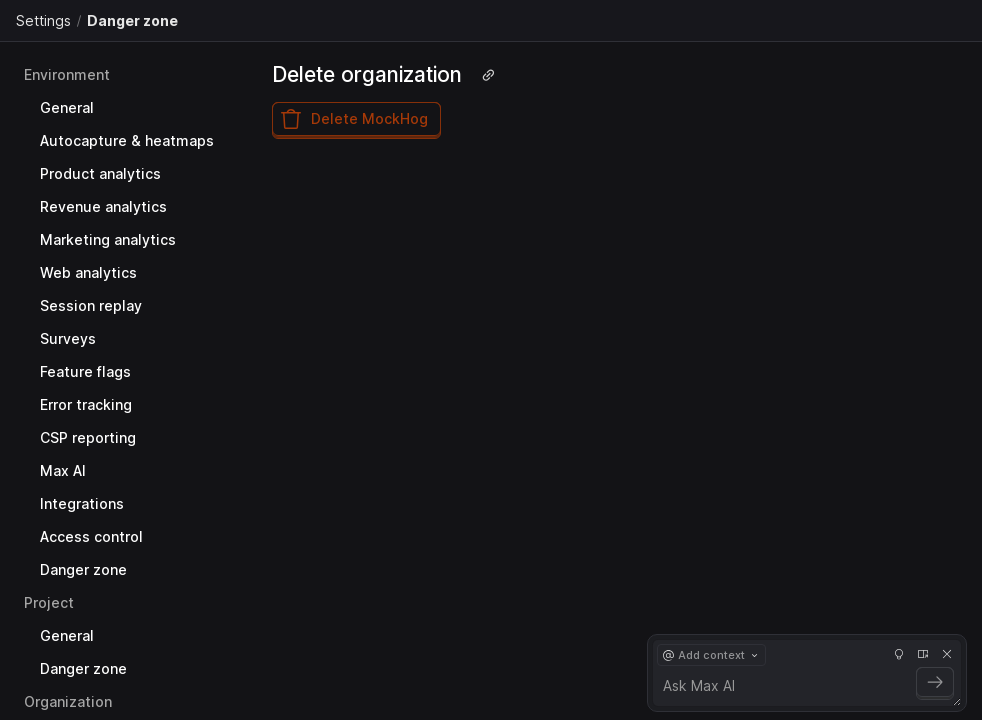 Settings / Danger zone
Environment
General
Autocapture & heatmaps
Product analytics
Revenue analytics
Marketing analytics
Web analytics
Session replay
Surveys
Feature flags
Error tracking
CSP reporting
Max AI
Integrations
Access control
Danger zone
Project
General
Danger zone
Organization
Delete organization
Delete MockHog
@ Add context
Ask Max AI